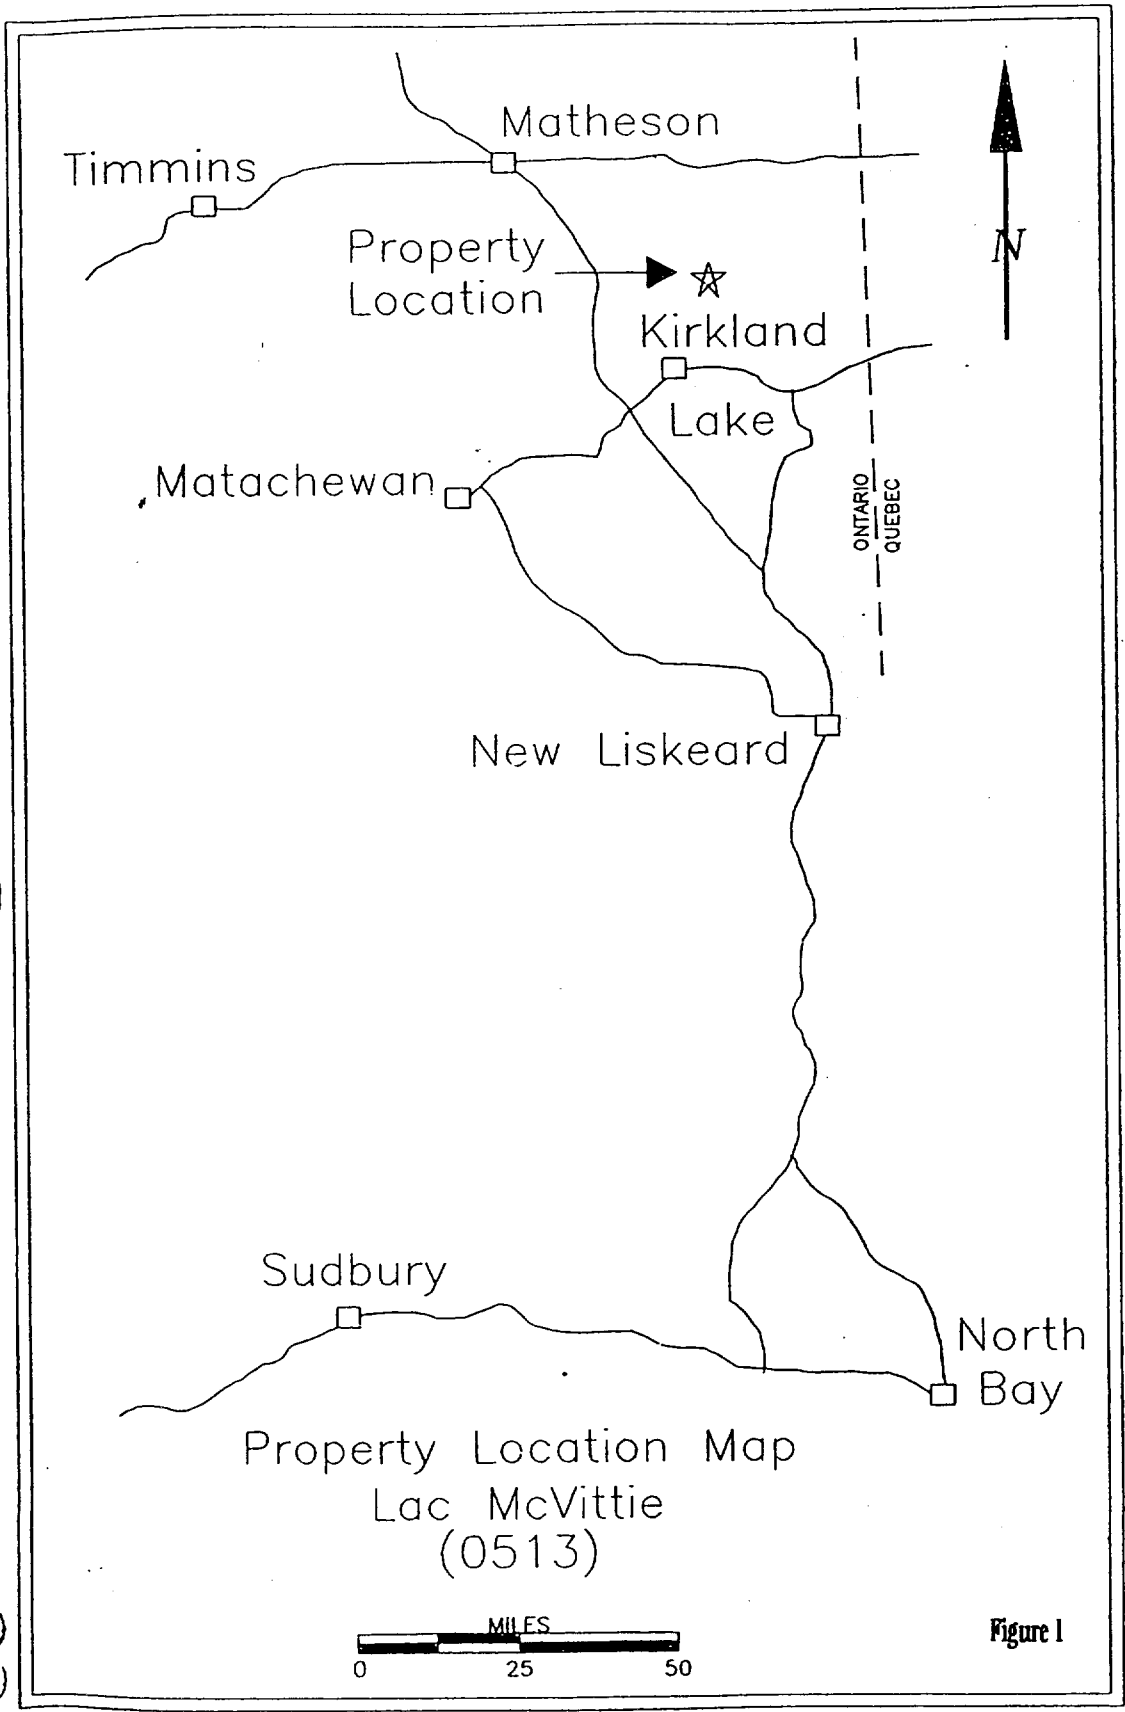 Matheson
Timmins
N
Property
Location
Kirkland
Lake
Matachewan
ONTARIO
QUEBEC
New Liskeard
Sudbury
North
Bay
Property Location Map
Lac McVittie
(0513)
MILES
0 25 50
Figure 1